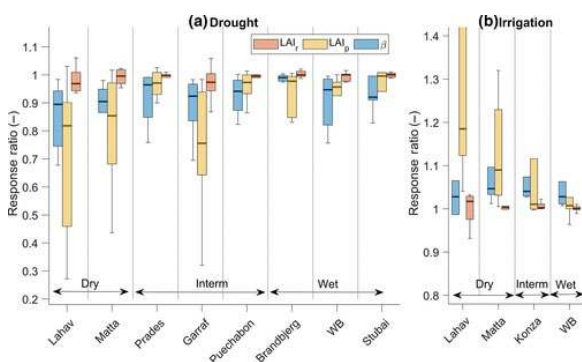 (a) Drought
LAIr LAIp β
(b) Irrigation
Response ratio (–)
1.1
1
0.9
0.8
0.7
0.6
0.5
0.4
0.3
0.2
Dry Interm Wet
Lahav Matta Prades Garraf Puechabon Brandbjerg WB Stubai
Response ratio (–)
1.4
1.3
1.2
1.1
1
0.9
0.8
Dry Interm Wet
Lahav Matta Konza WB